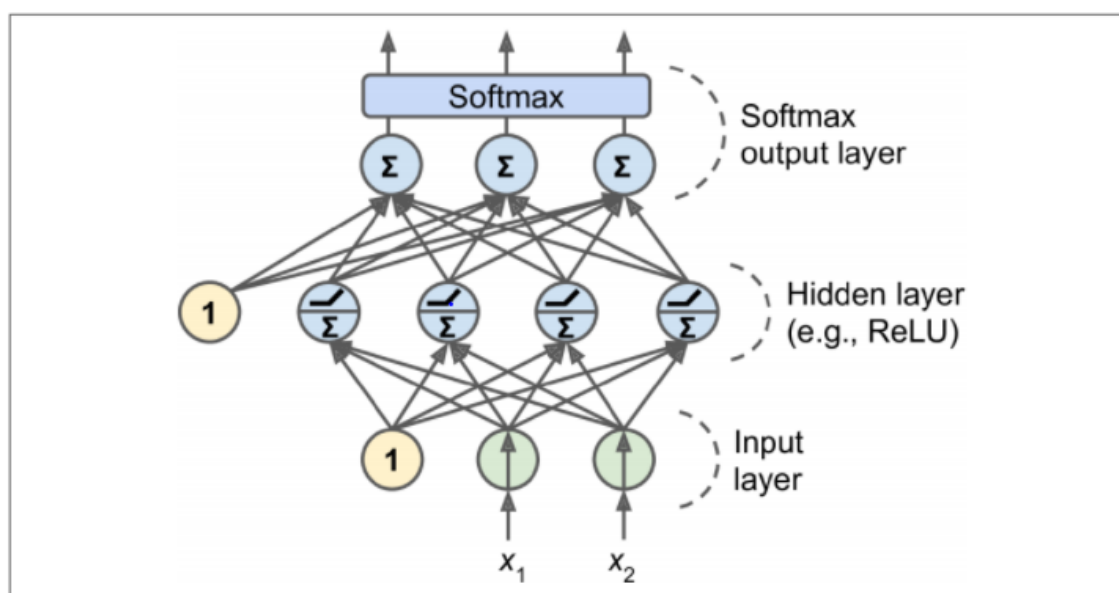 Softmax
Softmax
output layer
Σ Σ Σ
1 Σ Σ Σ Σ
Hidden layer
(e.g., ReLU)
1
Input
layer
x₁ x₂